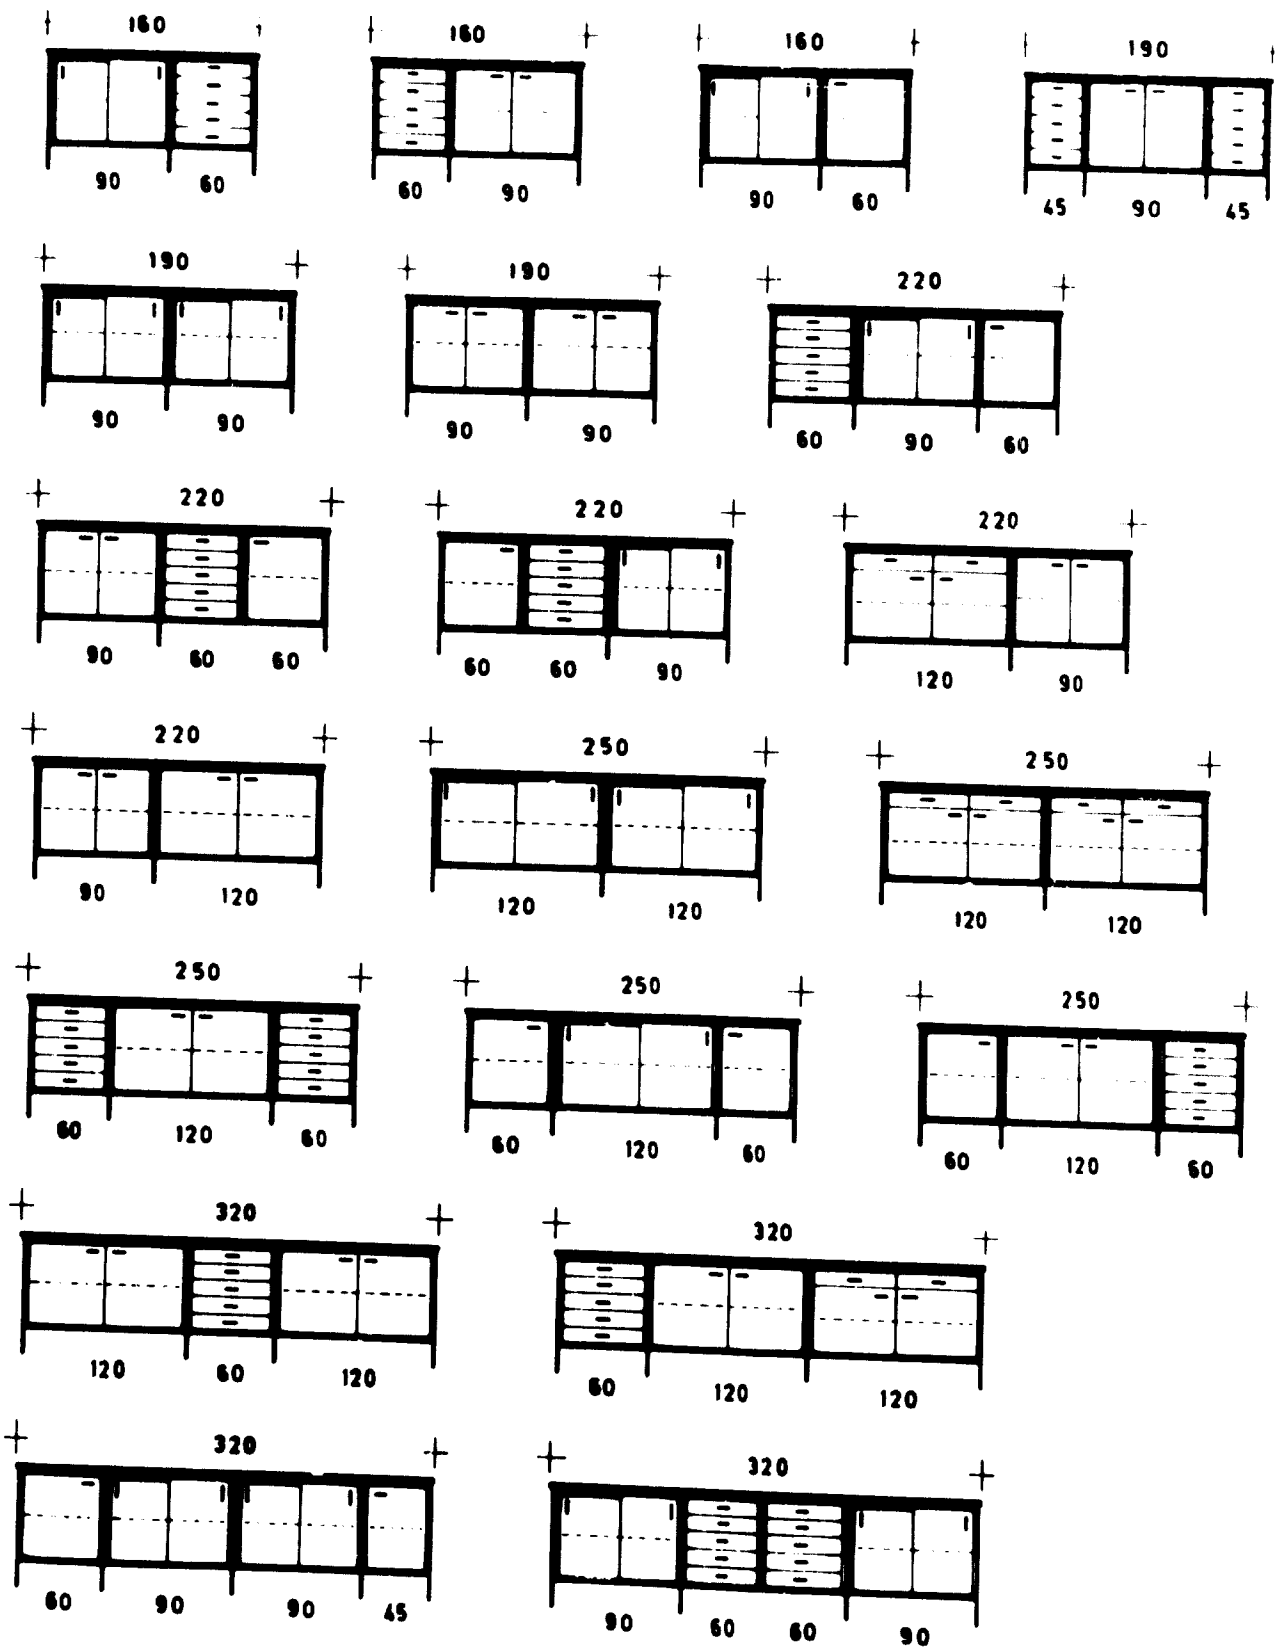 160 160 160 190
90 60 60 90 90 60 45 90 45
190 190 220
90 90 90 90 60 90 60
220 220 220
90 60 60 60 60 90 120 90
220 250 250
90 120 120 120 120 120
250 250 250
60 120 60 60 120 60 60 120 60
320 320
120 60 120 60 120 120
320 320
60 90 90 45 90 60 60 90